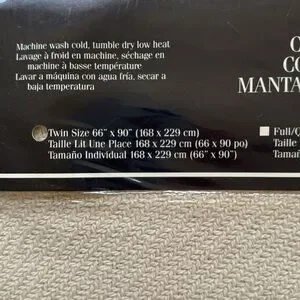 Machine wash cold, tumble dry low heat
Lavage à froid en machine, séchage en
machine à basse température
Lavar a máquina con agua fría, secar a
baja temperatura
C
CO
MANTA
Twin Size 66" x 90" (168 x 229 cm)
Taille Lit Une Place 168 x 229 cm (66 x 90 po)
Tamaño Individual 168 x 229 cm (66" x 90")
Full/Q
Taille
Tamañ